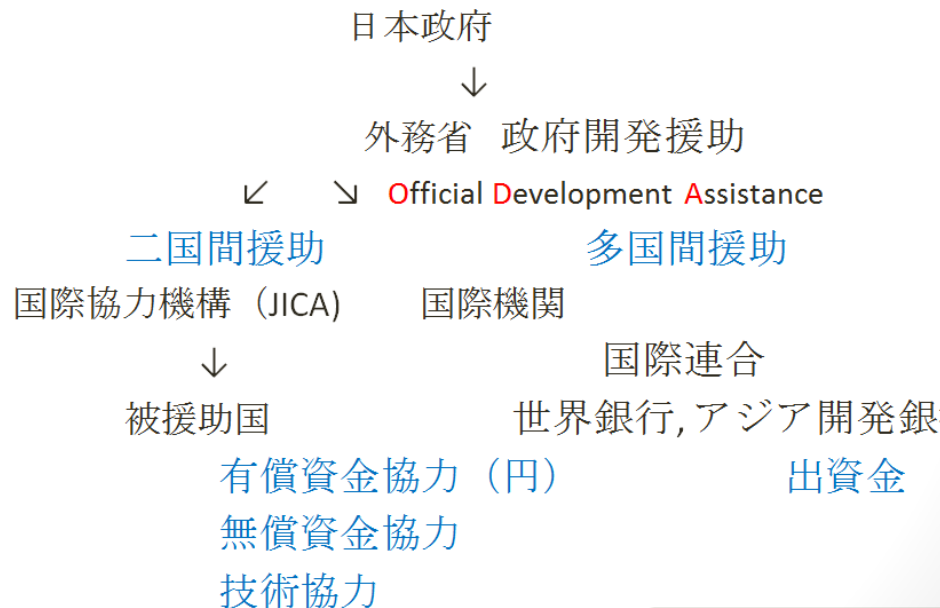 日本政府
↓
外務省 政府開発援助
↙ ↘ Official Development Assistance
二国間援助 多国間援助
国際協力機構（JICA) 国際機関
↓ 国際連合
被援助国 世界銀行, アジア開発銀
有償資金協力（円） 出資金
無償資金協力
技術協力